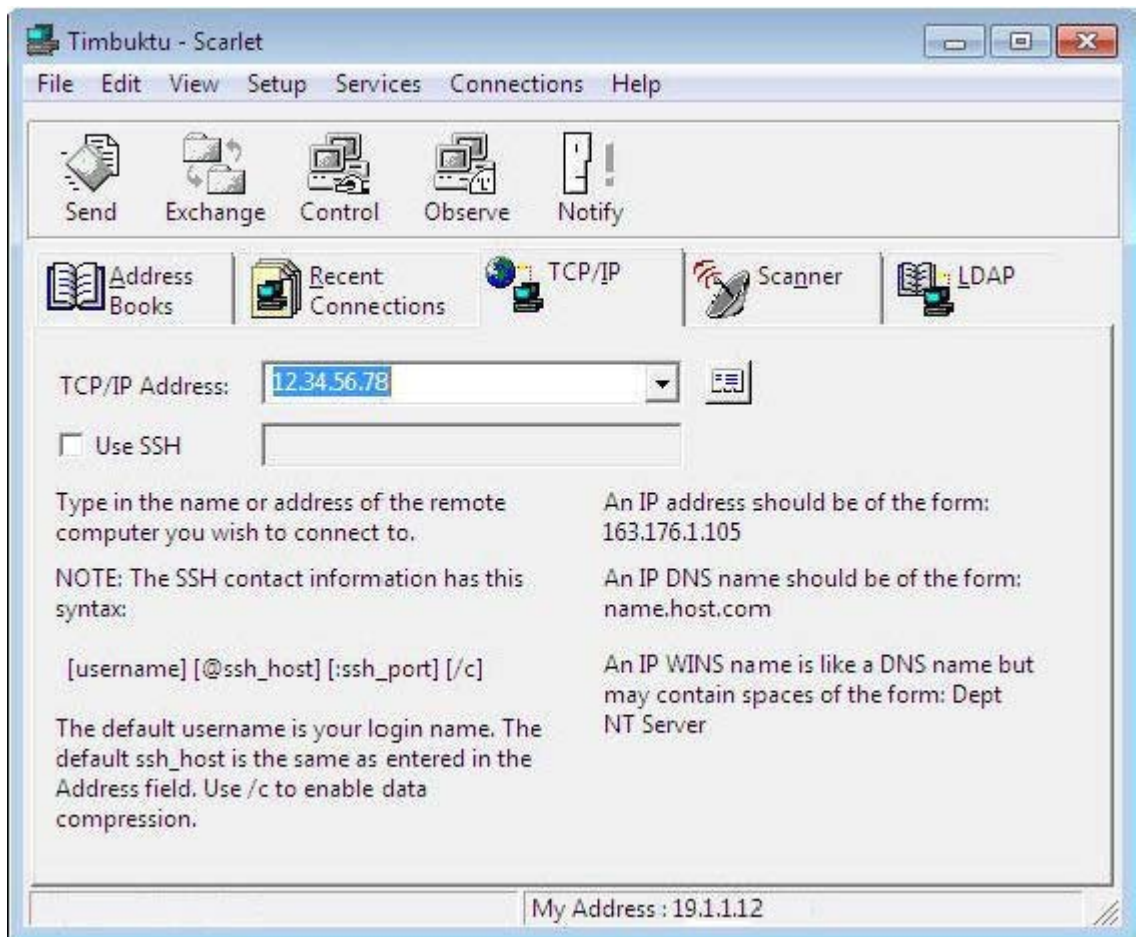 Timbuktu - Scarlet
File Edit View Setup Services Connections Help
Send Exchange Control Observe Notify
Address Books
Recent Connections
TCP/IP
Scanner
LDAP
TCP/IP Address: 12.34.56.78
Use SSH
Type in the name or address of the remote
computer you wish to connect to.
NOTE: The SSH contact information has this
syntax:
[username] [@ssh_host] [:ssh_port] [/c]
The default username is your login name. The
default ssh_host is the same as entered in the
Address field. Use /c to enable data
compression.
An IP address should be of the form:
163.176.1.105
An IP DNS name should be of the form:
name.host.com
An IP WINS name is like a DNS name but
may contain spaces of the form: Dept
NT Server
My Address : 19.1.1.12